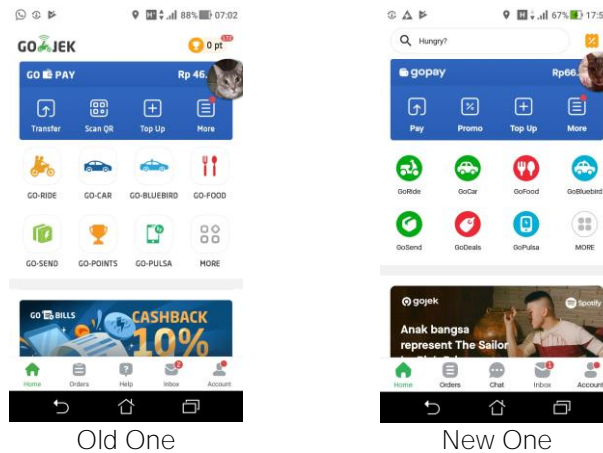 88% 07:02
GO JEK
0 pt
GO PAY
Rp 46.
Transfer Scan QR Top Up More
GO-RIDE GO-CAR GO-BLUEBIRD GO-FOOD
GO-SEND GO-POINTS GO-PULSA MORE
GO BILLS
CASHBACK
10%
Home Orders Help Inbox Account
Old One
67% 17:5
Hungry?
gopay
Rp66.
Pay Promo Top Up More
GoRide GoCar GoFood GoBluebird
GoSend GoDeals GoPulsa MORE
gojek
Spotify
Anak bangsa
represent The Sailor
Home Orders Chat Inbox Account
New One